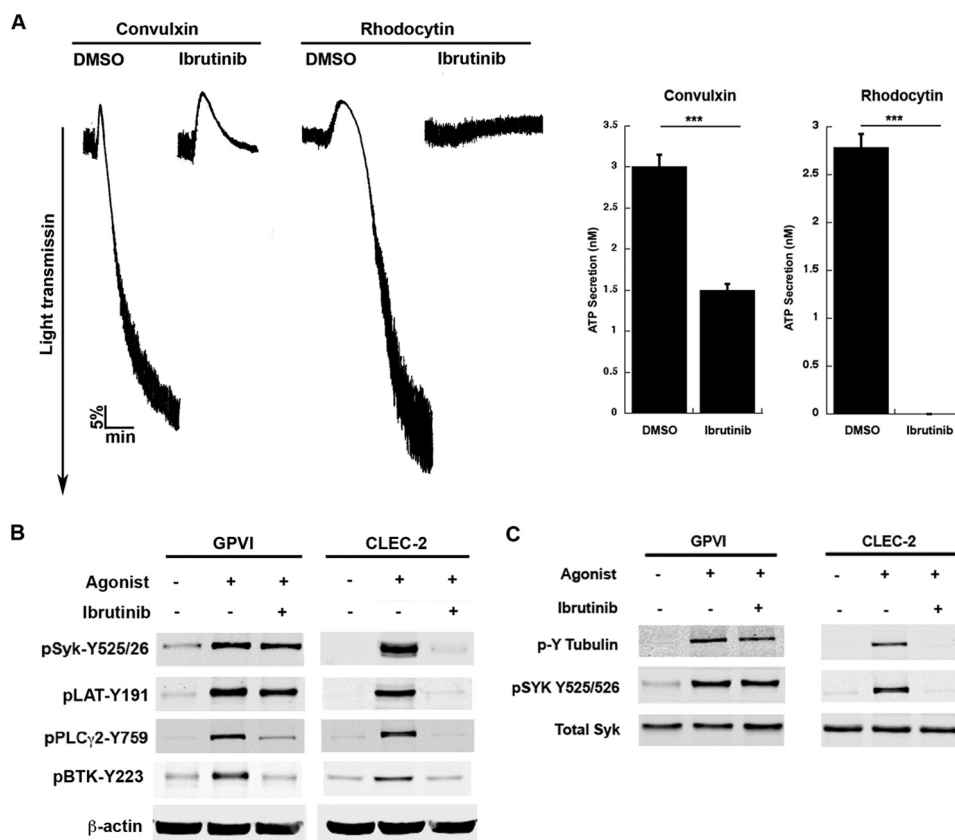 A
Convulxin Rhodocytin
DMSO Ibrutinib DMSO Ibrutinib
Light transmissin
5%
min
Convulxin
***
ATP Secretion (nM)
3.5
3
2.5
2
1.5
1
0.5
0
DMSO Ibrutinib
Rhodocytin
***
ATP Secretion (nM)
3
2.5
2
1.5
1
0.5
0
DMSO Ibrutinib
B
GPVI CLEC-2
Agonist - + + - + +
Ibrutinib - - + - - +
pSyk-Y525/26
pLAT-Y191
pPLCγ2-Y759
pBTK-Y223
β-actin
C
GPVI CLEC-2
Agonist - + + - + +
Ibrutinib - - + - - +
p-Y Tubulin
pSYK Y525/526
Total Syk